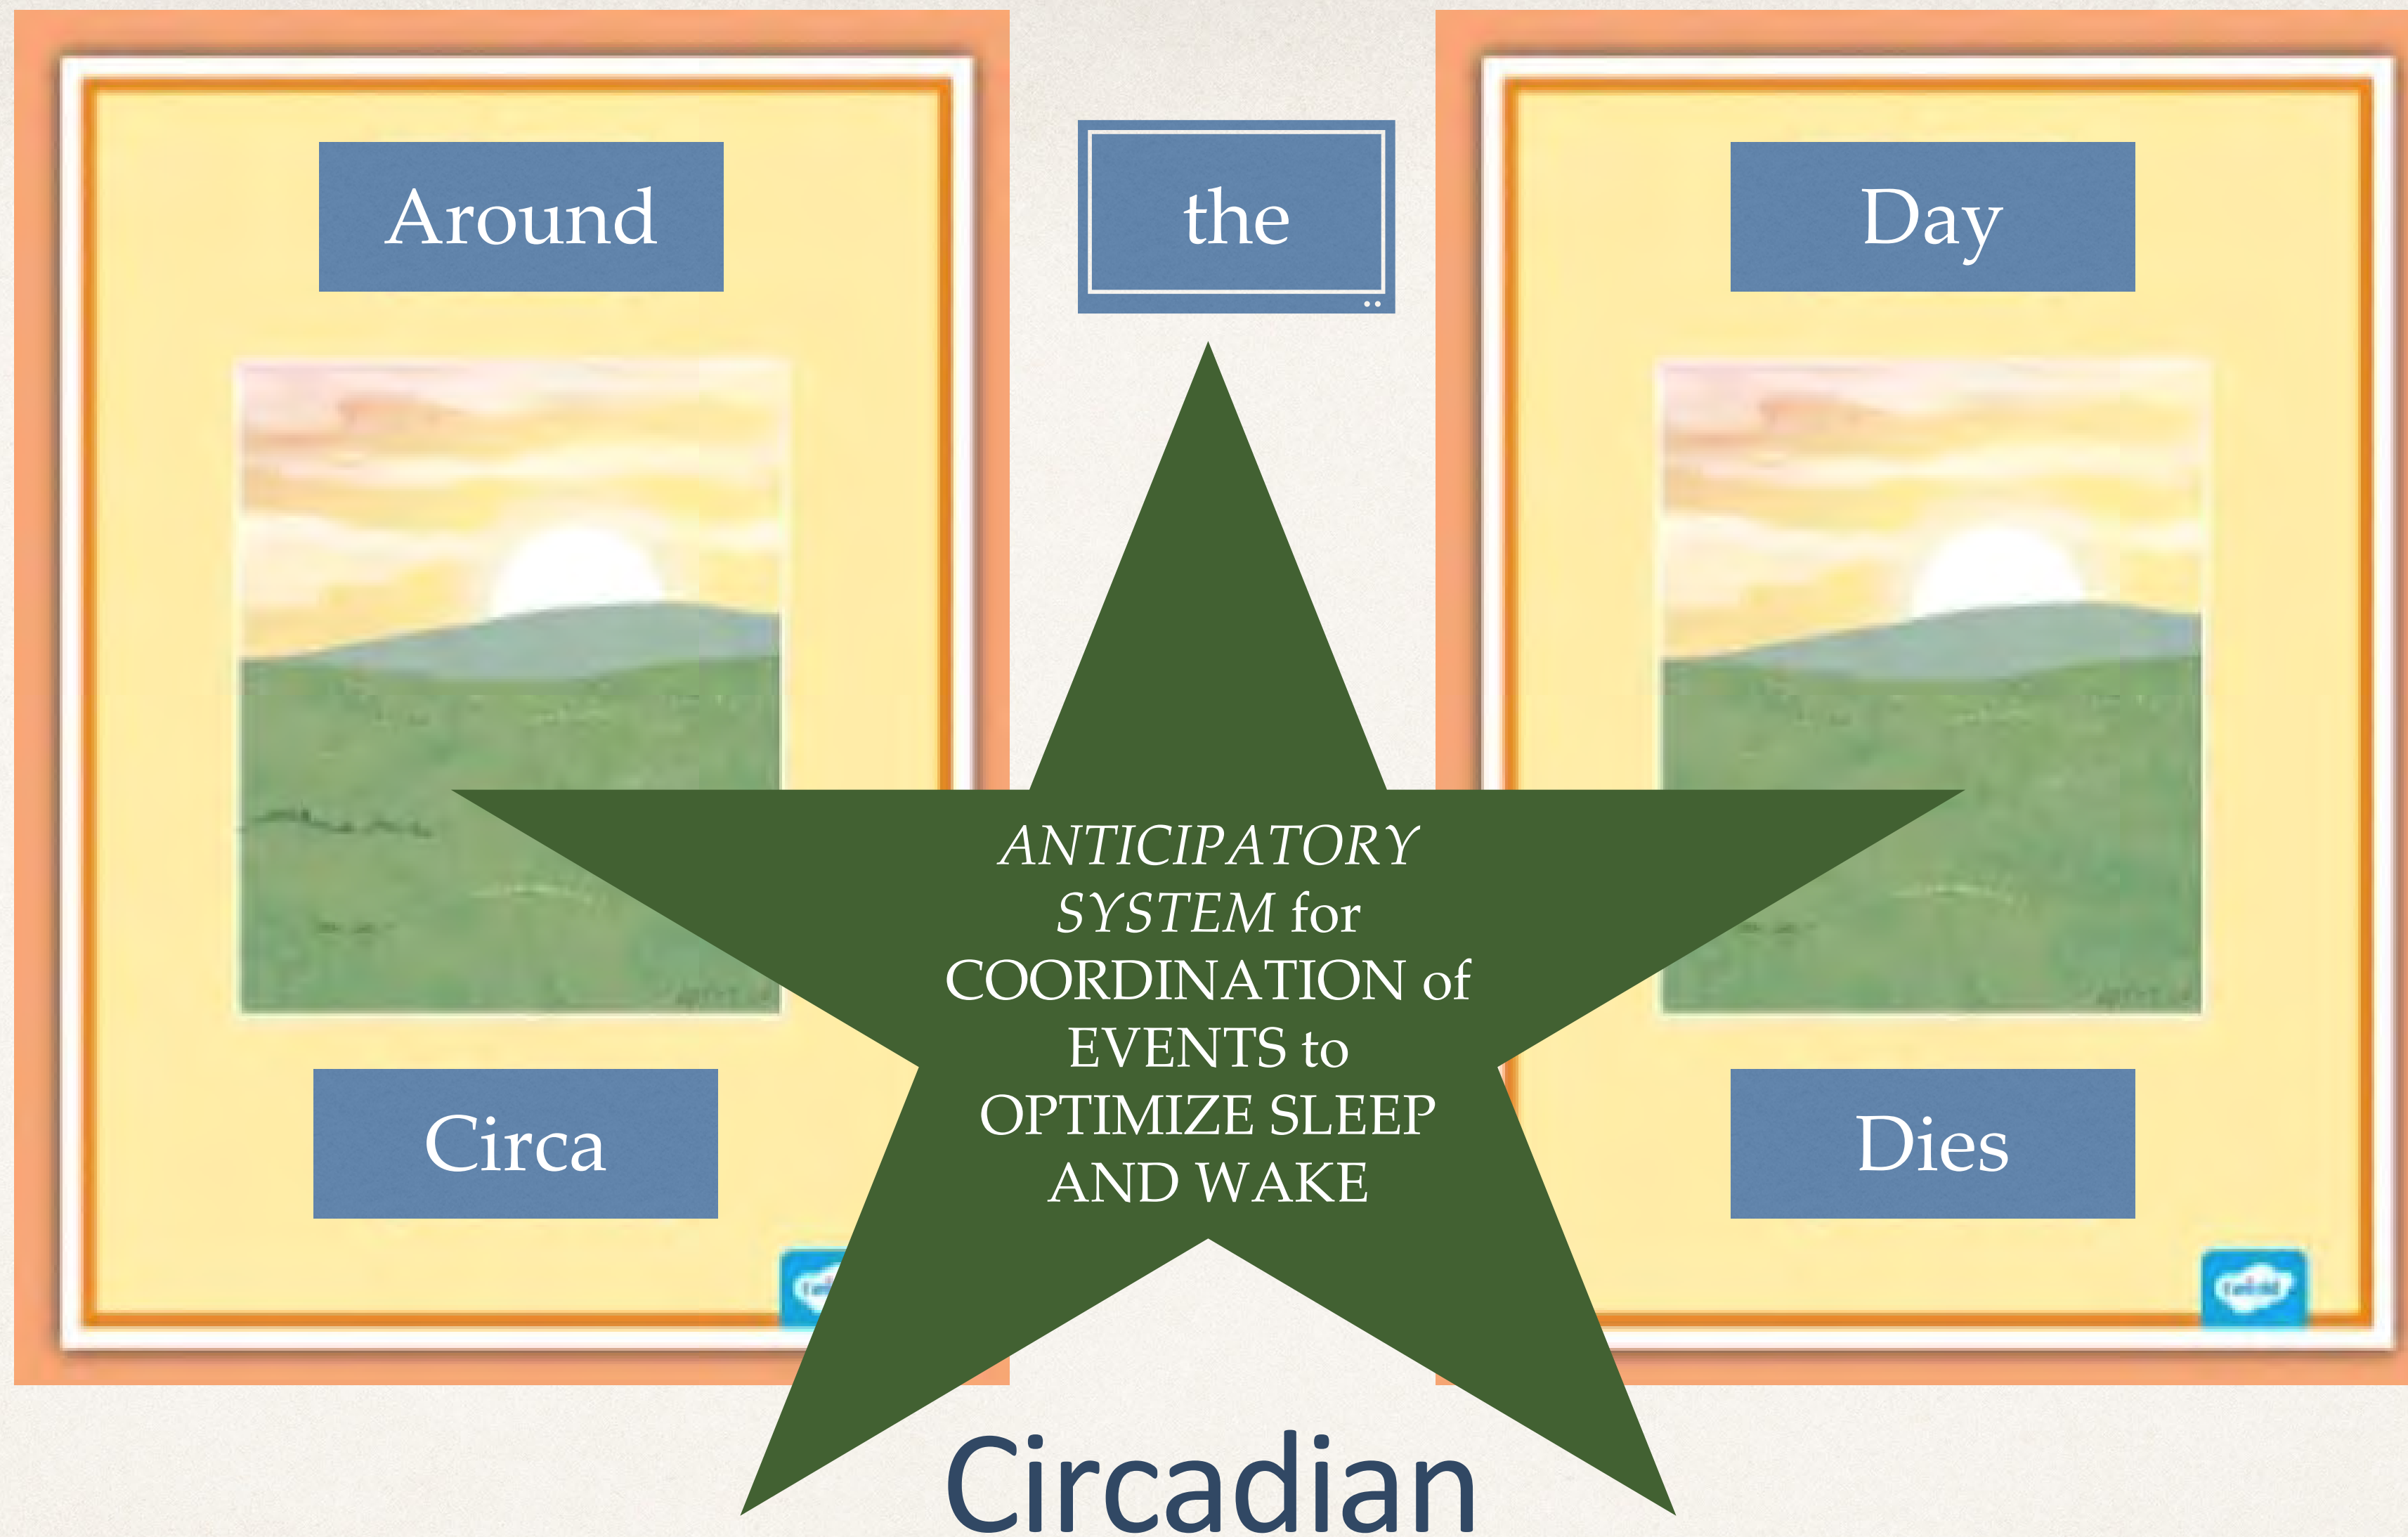 Around
the
Day
ANTICIPATORY
SYSTEM for
COORDINATION of
EVENTS to
OPTIMIZE SLEEP
AND WAKE
Circa
Dies
Circadian